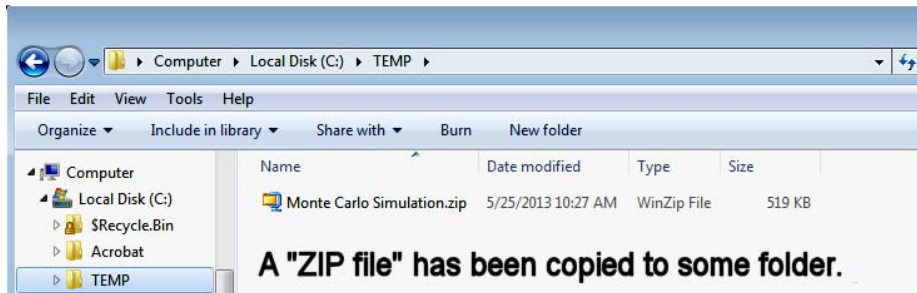 Computer Local Disk (C:) TEMP
File Edit View Tools Help
Organize Include in library Share with Burn New folder
Name Date modified Type Size
Computer
Local Disk (C:)
Monte Carlo Simulation.zip 5/25/2013 10:27 AM WinZip File 519 KB
$Recycle.Bin
Acrobat
TEMP
A "ZIP file" has been copied to some folder.